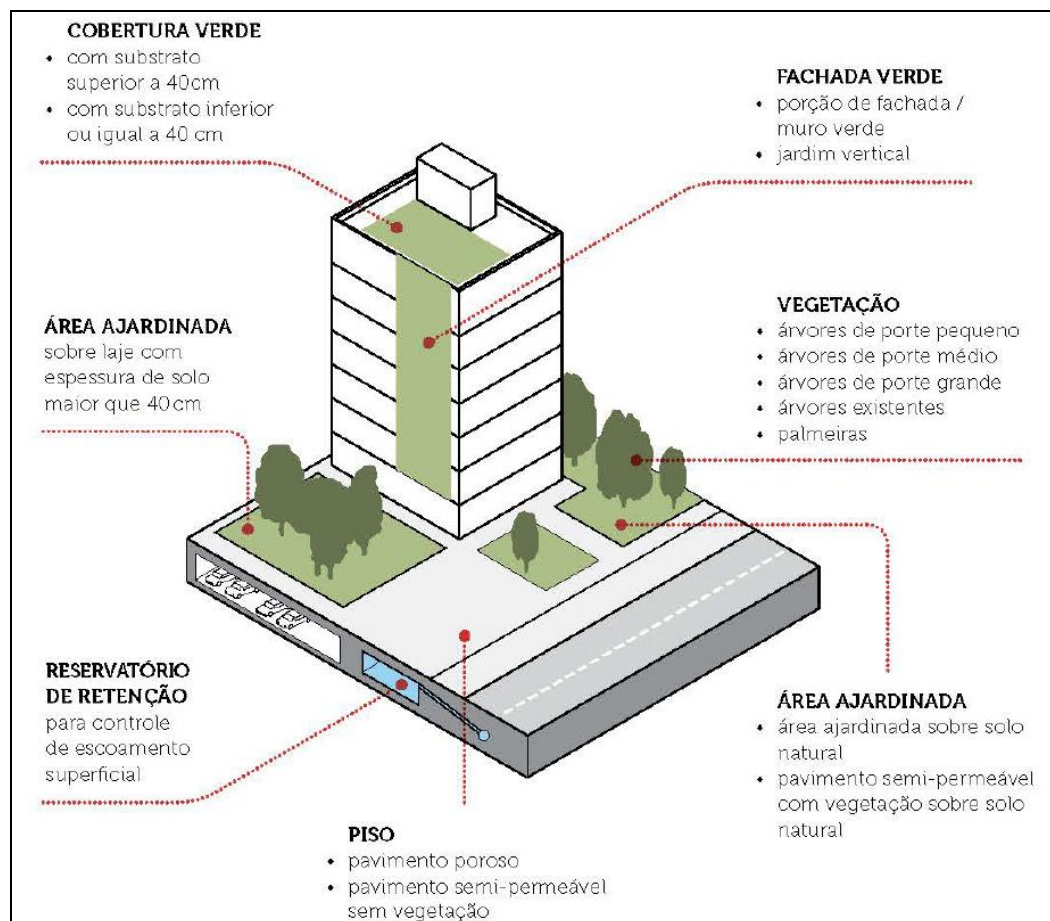 COBERTURA VERDE
• com substrato
superior a 40cm
• com substrato inferior
ou igual a 40 cm
FACHADA VERDE
• porção de fachada /
muro verde
• jardim vertical
ÁREA AJARDINADA
sobre laje com
espessura de solo
maior que 40cm
VEGETAÇÃO
• árvores de porte pequeno
• árvores de porte médio
• árvores de porte grande
• árvores existentes
• palmeiras
RESERVATÓRIO
DE RETENÇÃO
para controle
de escoamento
superficial
PISO
• pavimento poroso
• pavimento semi-permeável
sem vegetação
ÁREA AJARDINADA
• área ajardinada sobre solo
natural
• pavimento semi-permeável
com vegetação sobre solo
natural